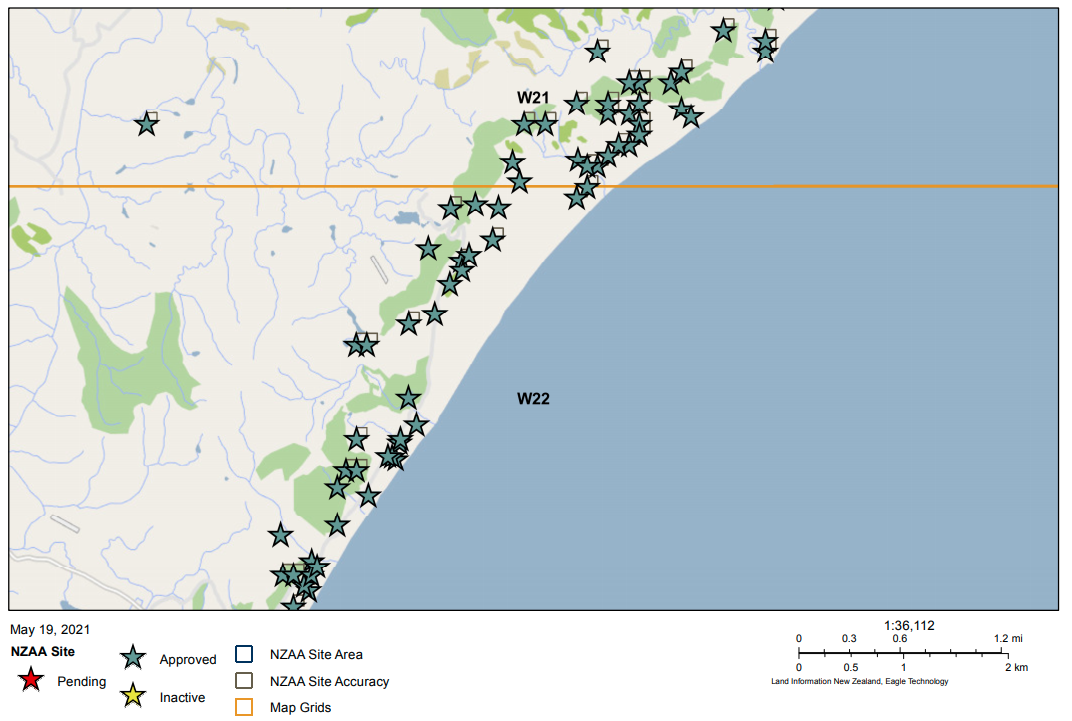 W21
W22
May 19, 2021
NZAA Site
Pending
Approved
Inactive
NZAA Site Area
NZAA Site Accuracy
Map Grids
1:36,112
0 0.3 0.6 1.2 mi
0 0.5 1 2 km
Land Information New Zealand, Eagle Technology